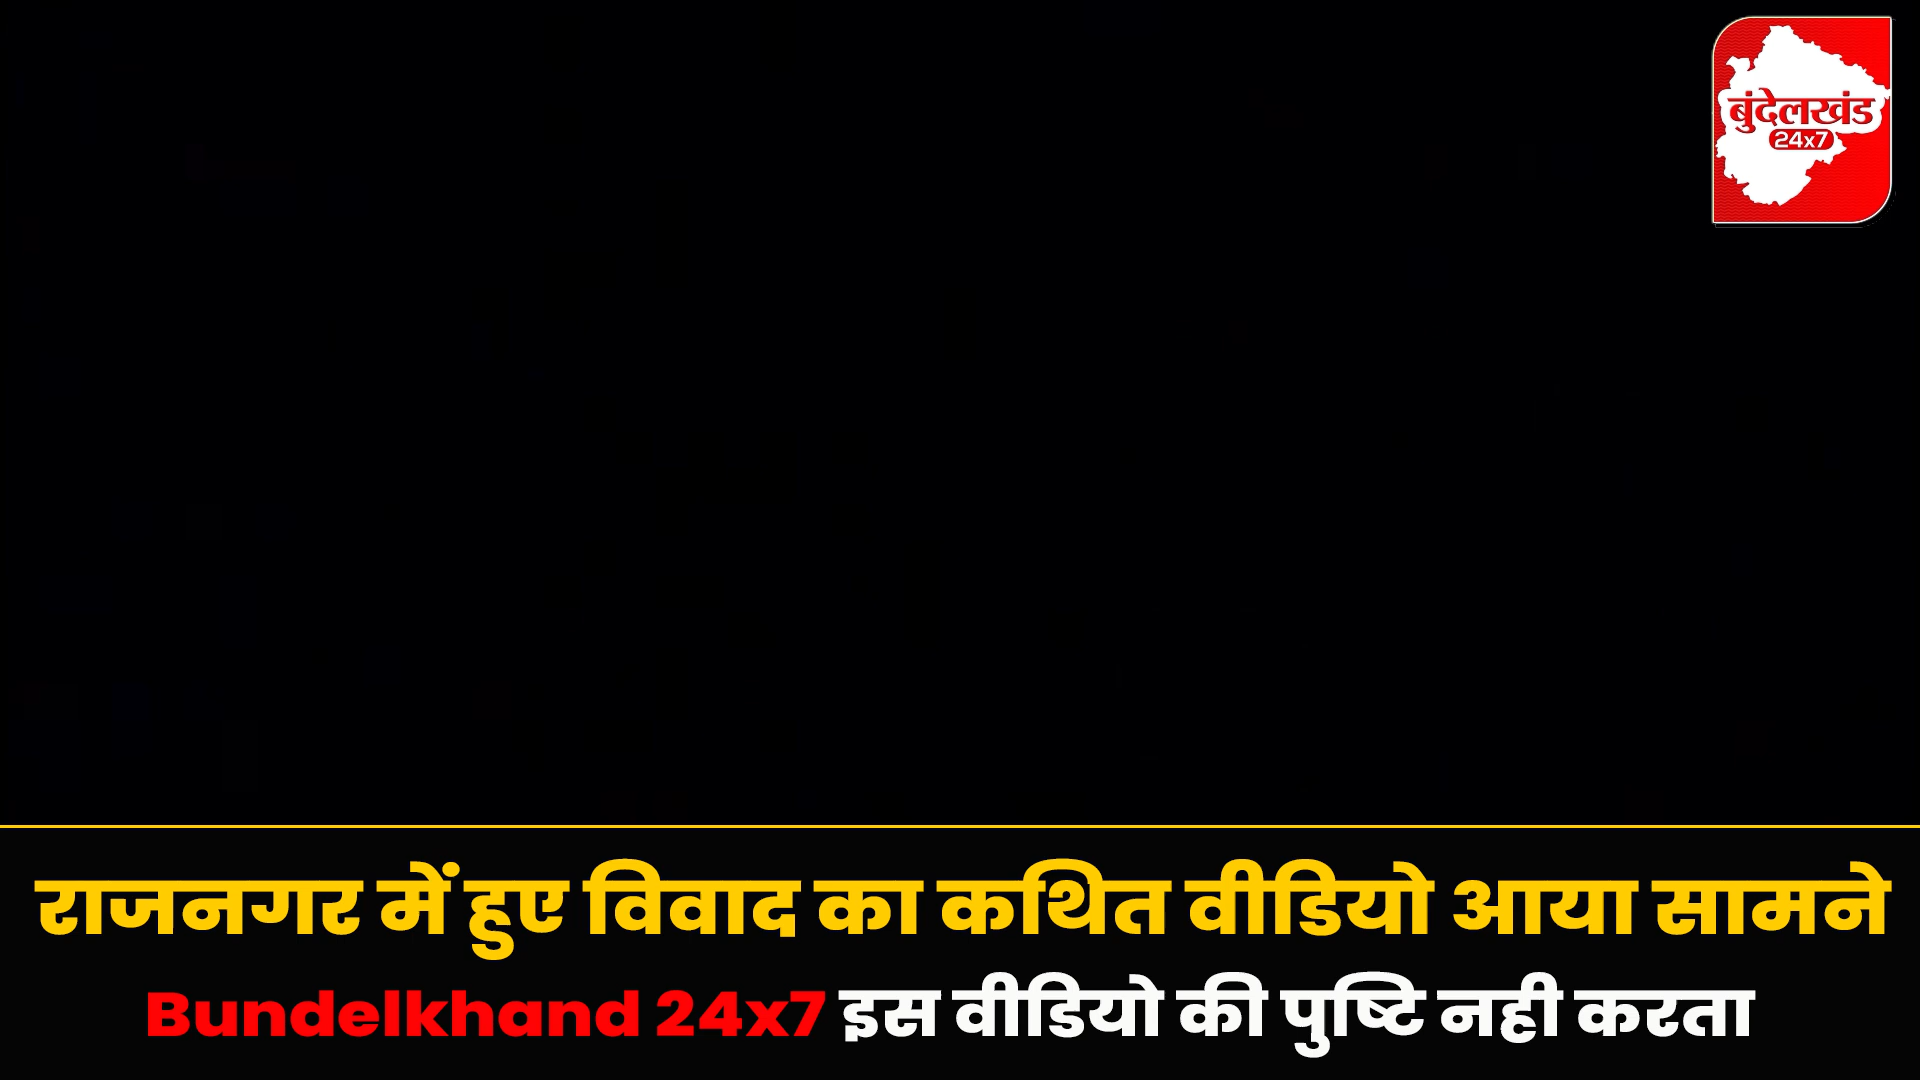 बुंदेलखंड
24x7
राजनगर में हुए विवाद का कथित वीडियो आया सामने
Bundelkhand 24x7 इस वीडियो की पुष्टि नही करता